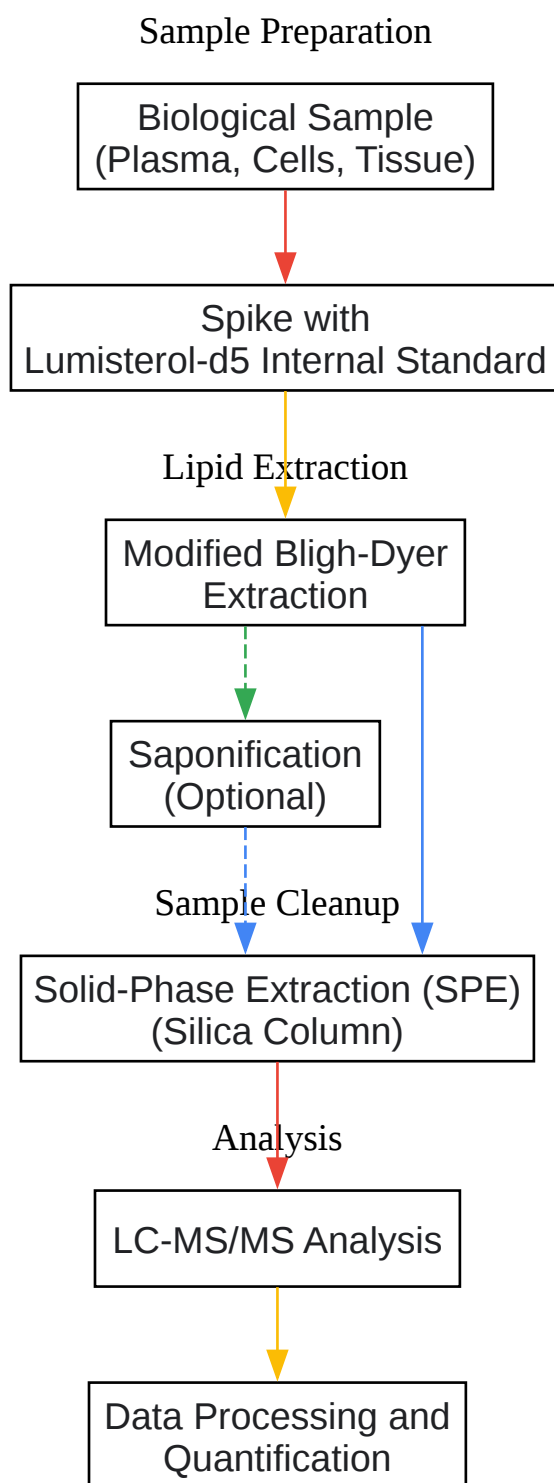 Sample Preparation
Biological Sample
(Plasma, Cells, Tissue)
Spike with
Lumisterol-d5 Internal Standard
Lipid Extraction
Modified Bligh-Dyer
Extraction
Saponification
(Optional)
Sample Cleanup
Solid-Phase Extraction (SPE)
(Silica Column)
Analysis
LC-MS/MS Analysis
Data Processing and
Quantification